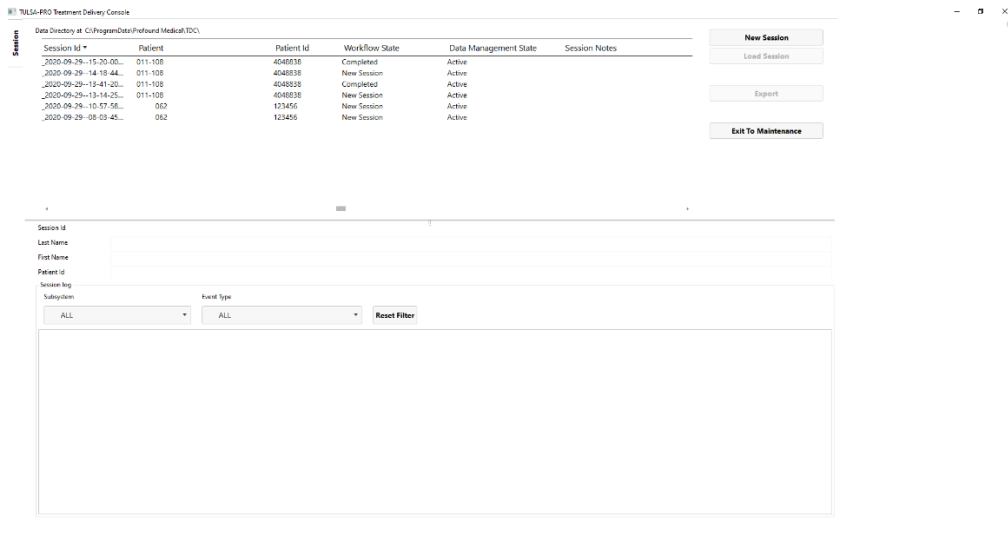 TULSA-PRO Treatment Delivery Console
Session
Data Directory at C:\ProgramData\Profound Medical\TDC\
Session Id Patient Patient Id Workflow State Data Management State Session Notes
_2020-09-29--15-20-00... 011-108 4048838 Completed Active
_2020-09-29--14-18-44... 011-108 4048838 New Session Active
_2020-09-29--13-41-20... 011-108 4048838 Completed Active
_2020-09-29--13-14-25... 011-108 4048838 New Session Active
_2020-09-29--10-57-58... 062 123456 New Session Active
_2020-09-29--08-03-45... 062 123456 New Session Active
New Session
Load Session
Export
Exit To Maintenance
Session Id
Last Name
First Name
Patient Id
Session log
Subsystem Event Type
ALL ALL Reset Filter